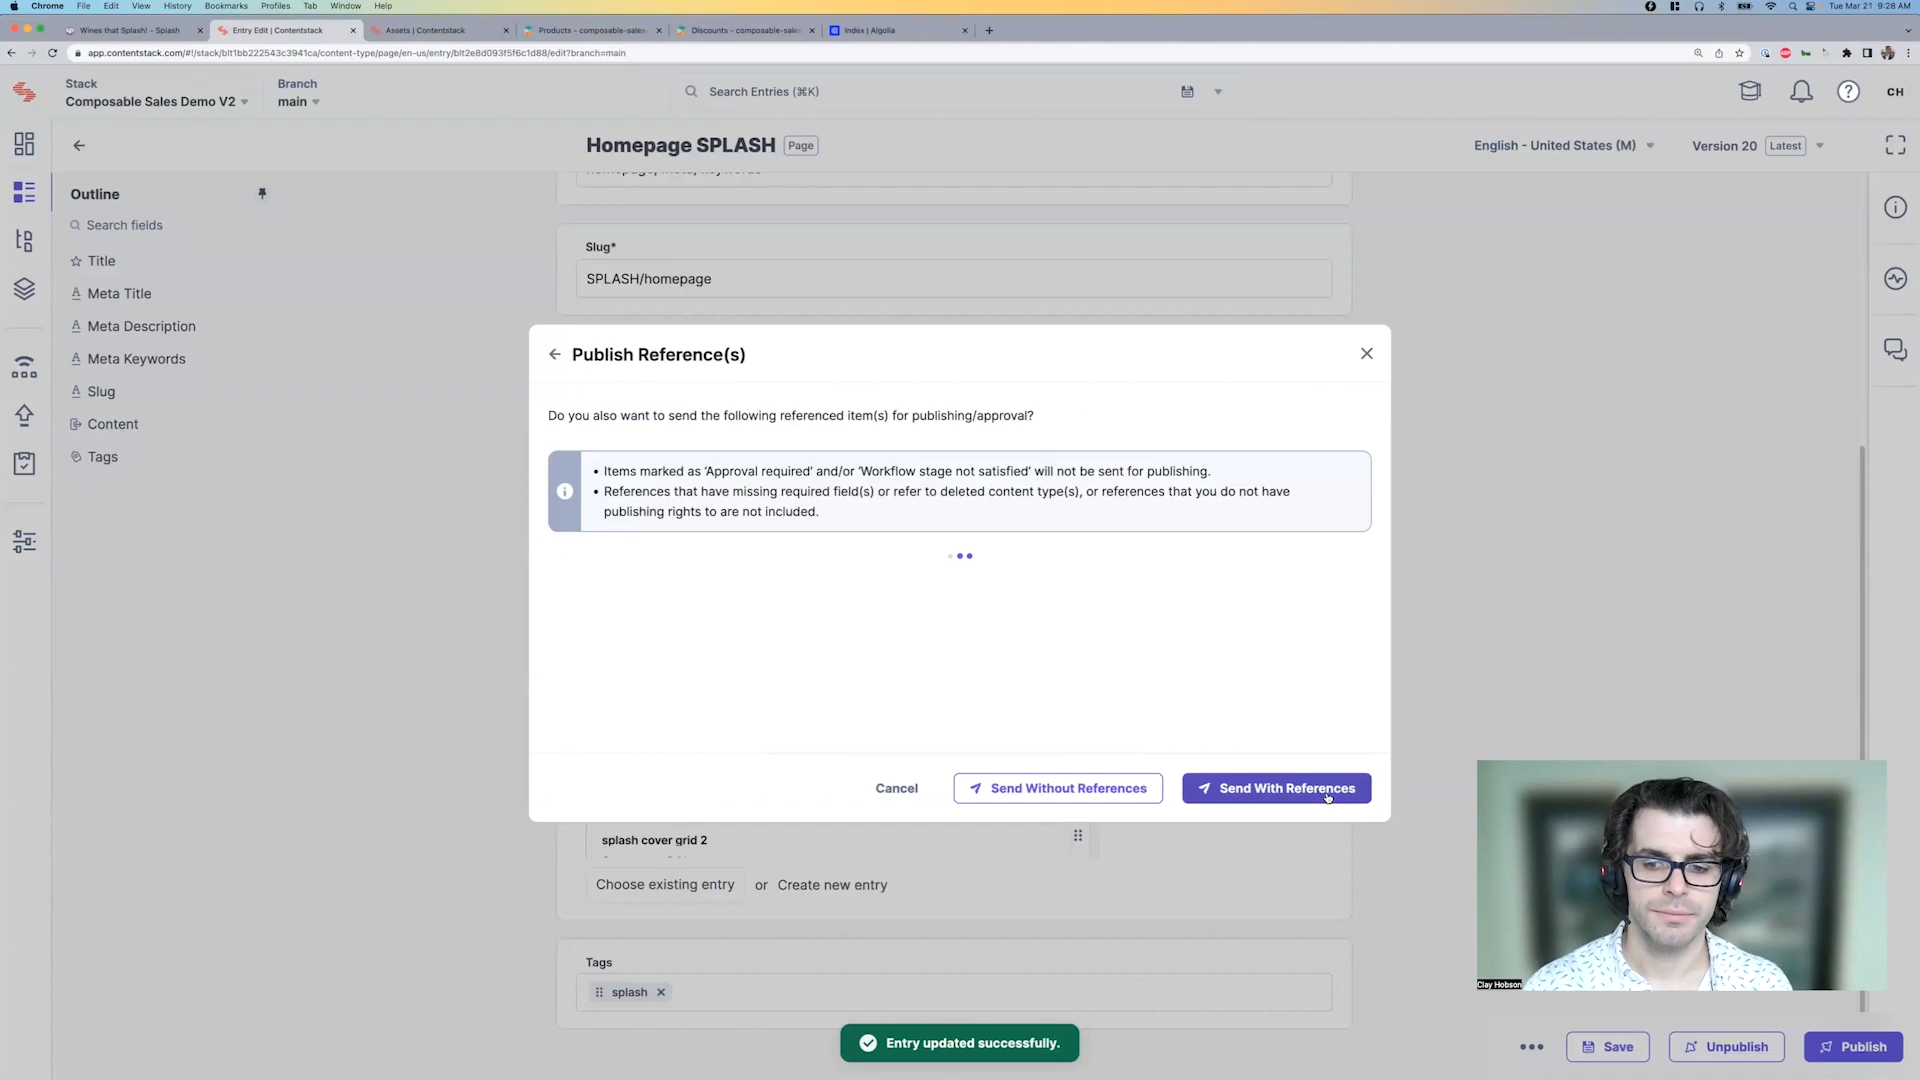 Chrome File Edit View History Bookmarks Profiles Tab Window Help
Tue Mar 21 9:28 AM
Wines that Splash! - Splash
Entry Edit | Contentstack
Assets | Contentstack
Products - composable-sales
Discounts - composable-sales
Index | Algolia
app.contentstack.com/#!/stack/blt1bb222543c3941ca/content-type/page/en-us/entry/blt2e8d093f5f6c1d88/edit?branch=main
Stack
Composable Sales Demo V2
Branch
main
Search Entries (⌘K)
CH
Homepage SPLASH Page
English - United States (M)
Version 20 Latest
Outline
Search fields
Title
Meta Title
Meta Description
Meta Keywords
Slug
Content
Tags
homepage, meta, keywords
Slug*
SPLASH/homepage
Publish Reference(s)
Do you also want to send the following referenced item(s) for publishing/approval?
• Items marked as ‘Approval required’ and/or ‘Workflow stage not satisfied’ will not be sent for publishing.
• References that have missing required field(s) or refer to deleted content type(s), or references that you do not have
publishing rights to are not included.
Cancel
Send Without References
Send With References
splash cover grid 2
Choose existing entry or Create new entry
Tags
splash
Entry updated successfully.
Clay Hobson
Save
Unpublish
Publish